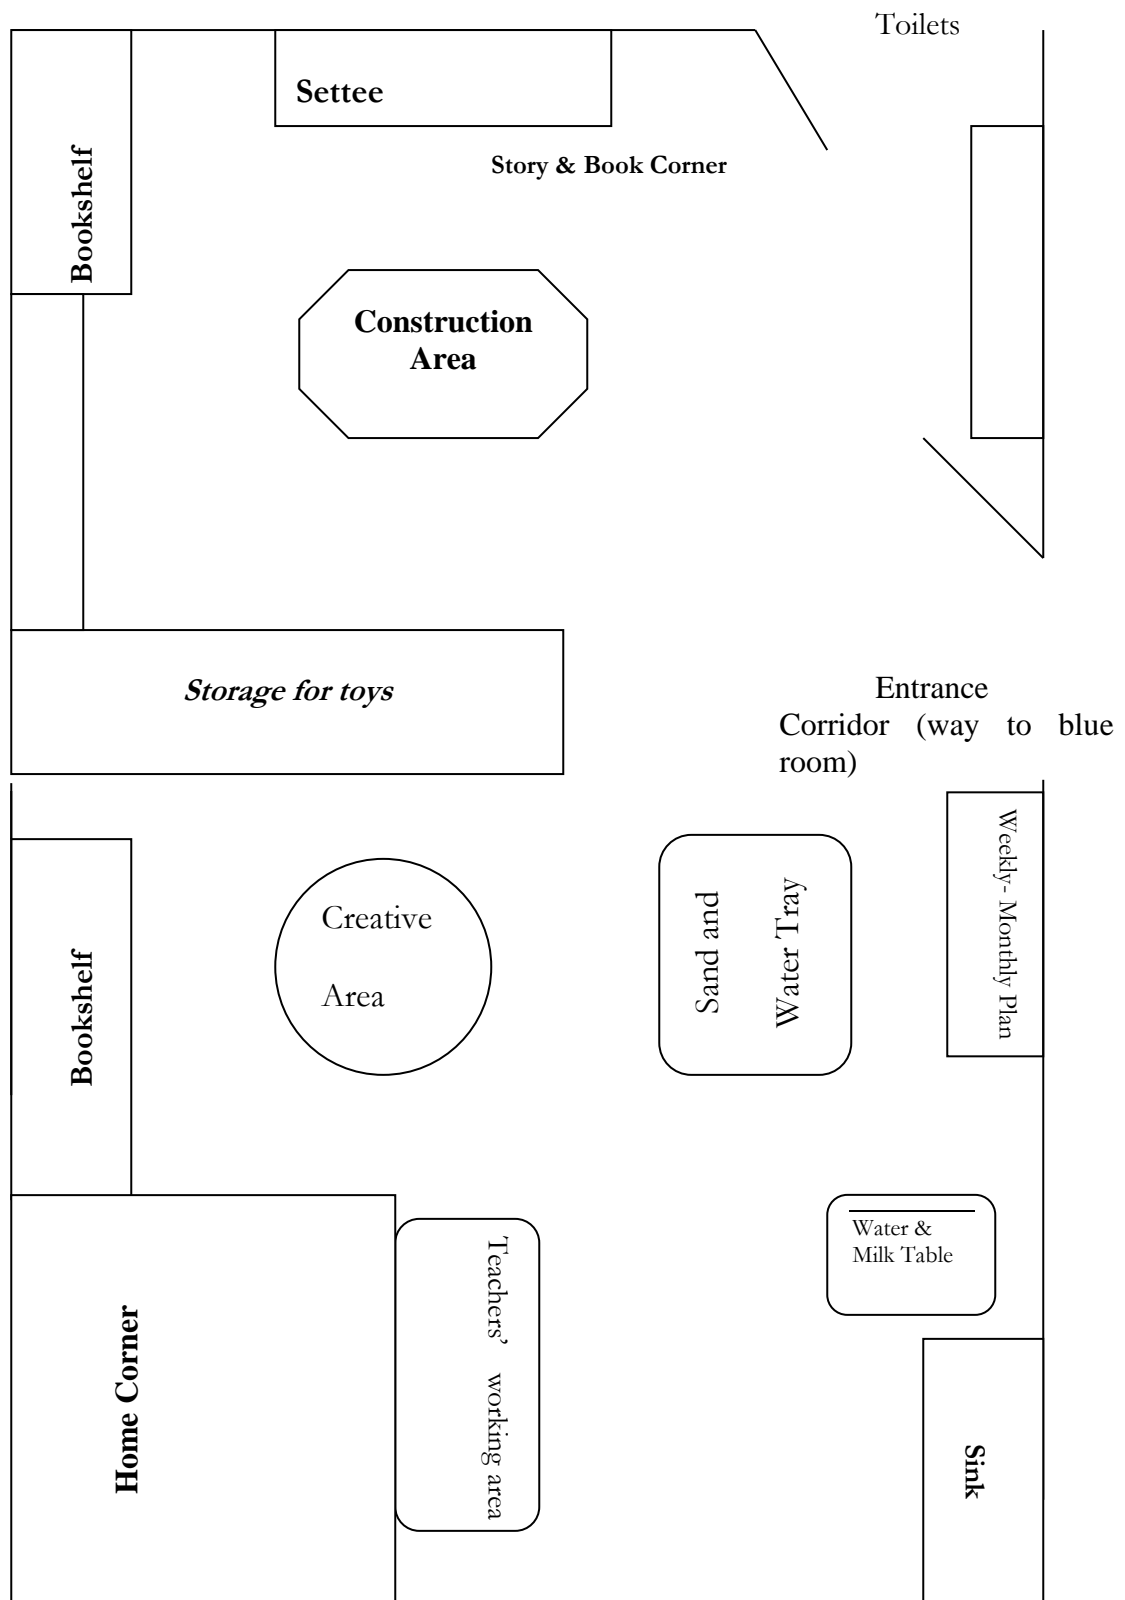 Toilets
Settee
Story & Book Corner
Bookshelf
Construction
Area
Storage for toys
Entrance
Corridor (way to blue
room)
Weekly- Monthly Plan
Sand and
Water Tray
Creative
Area
Bookshelf
Water &
Milk Table
Teachers' working area
Home Corner
Sink